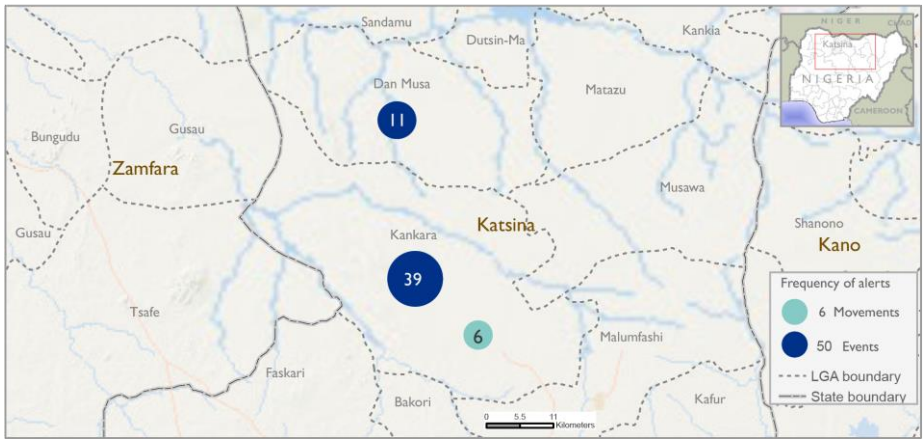 Sandamu
Dutsin-Ma
Kankia
NIGER
CHAD
Katsina
NIGERIA
CAMEROON
Dan Musa
11
Matazu
Bungudu
Gusau
Zamfara
Musawa
Katsina
Shanono
Kano
Gusau
Kankara
39
Tsafe
6
Malumfashi
Faskari
Bakori
Kafur
Frequency of alerts
6 Movements
50 Events
LGA boundary
State boundary
0 5.5 11
Kilometers